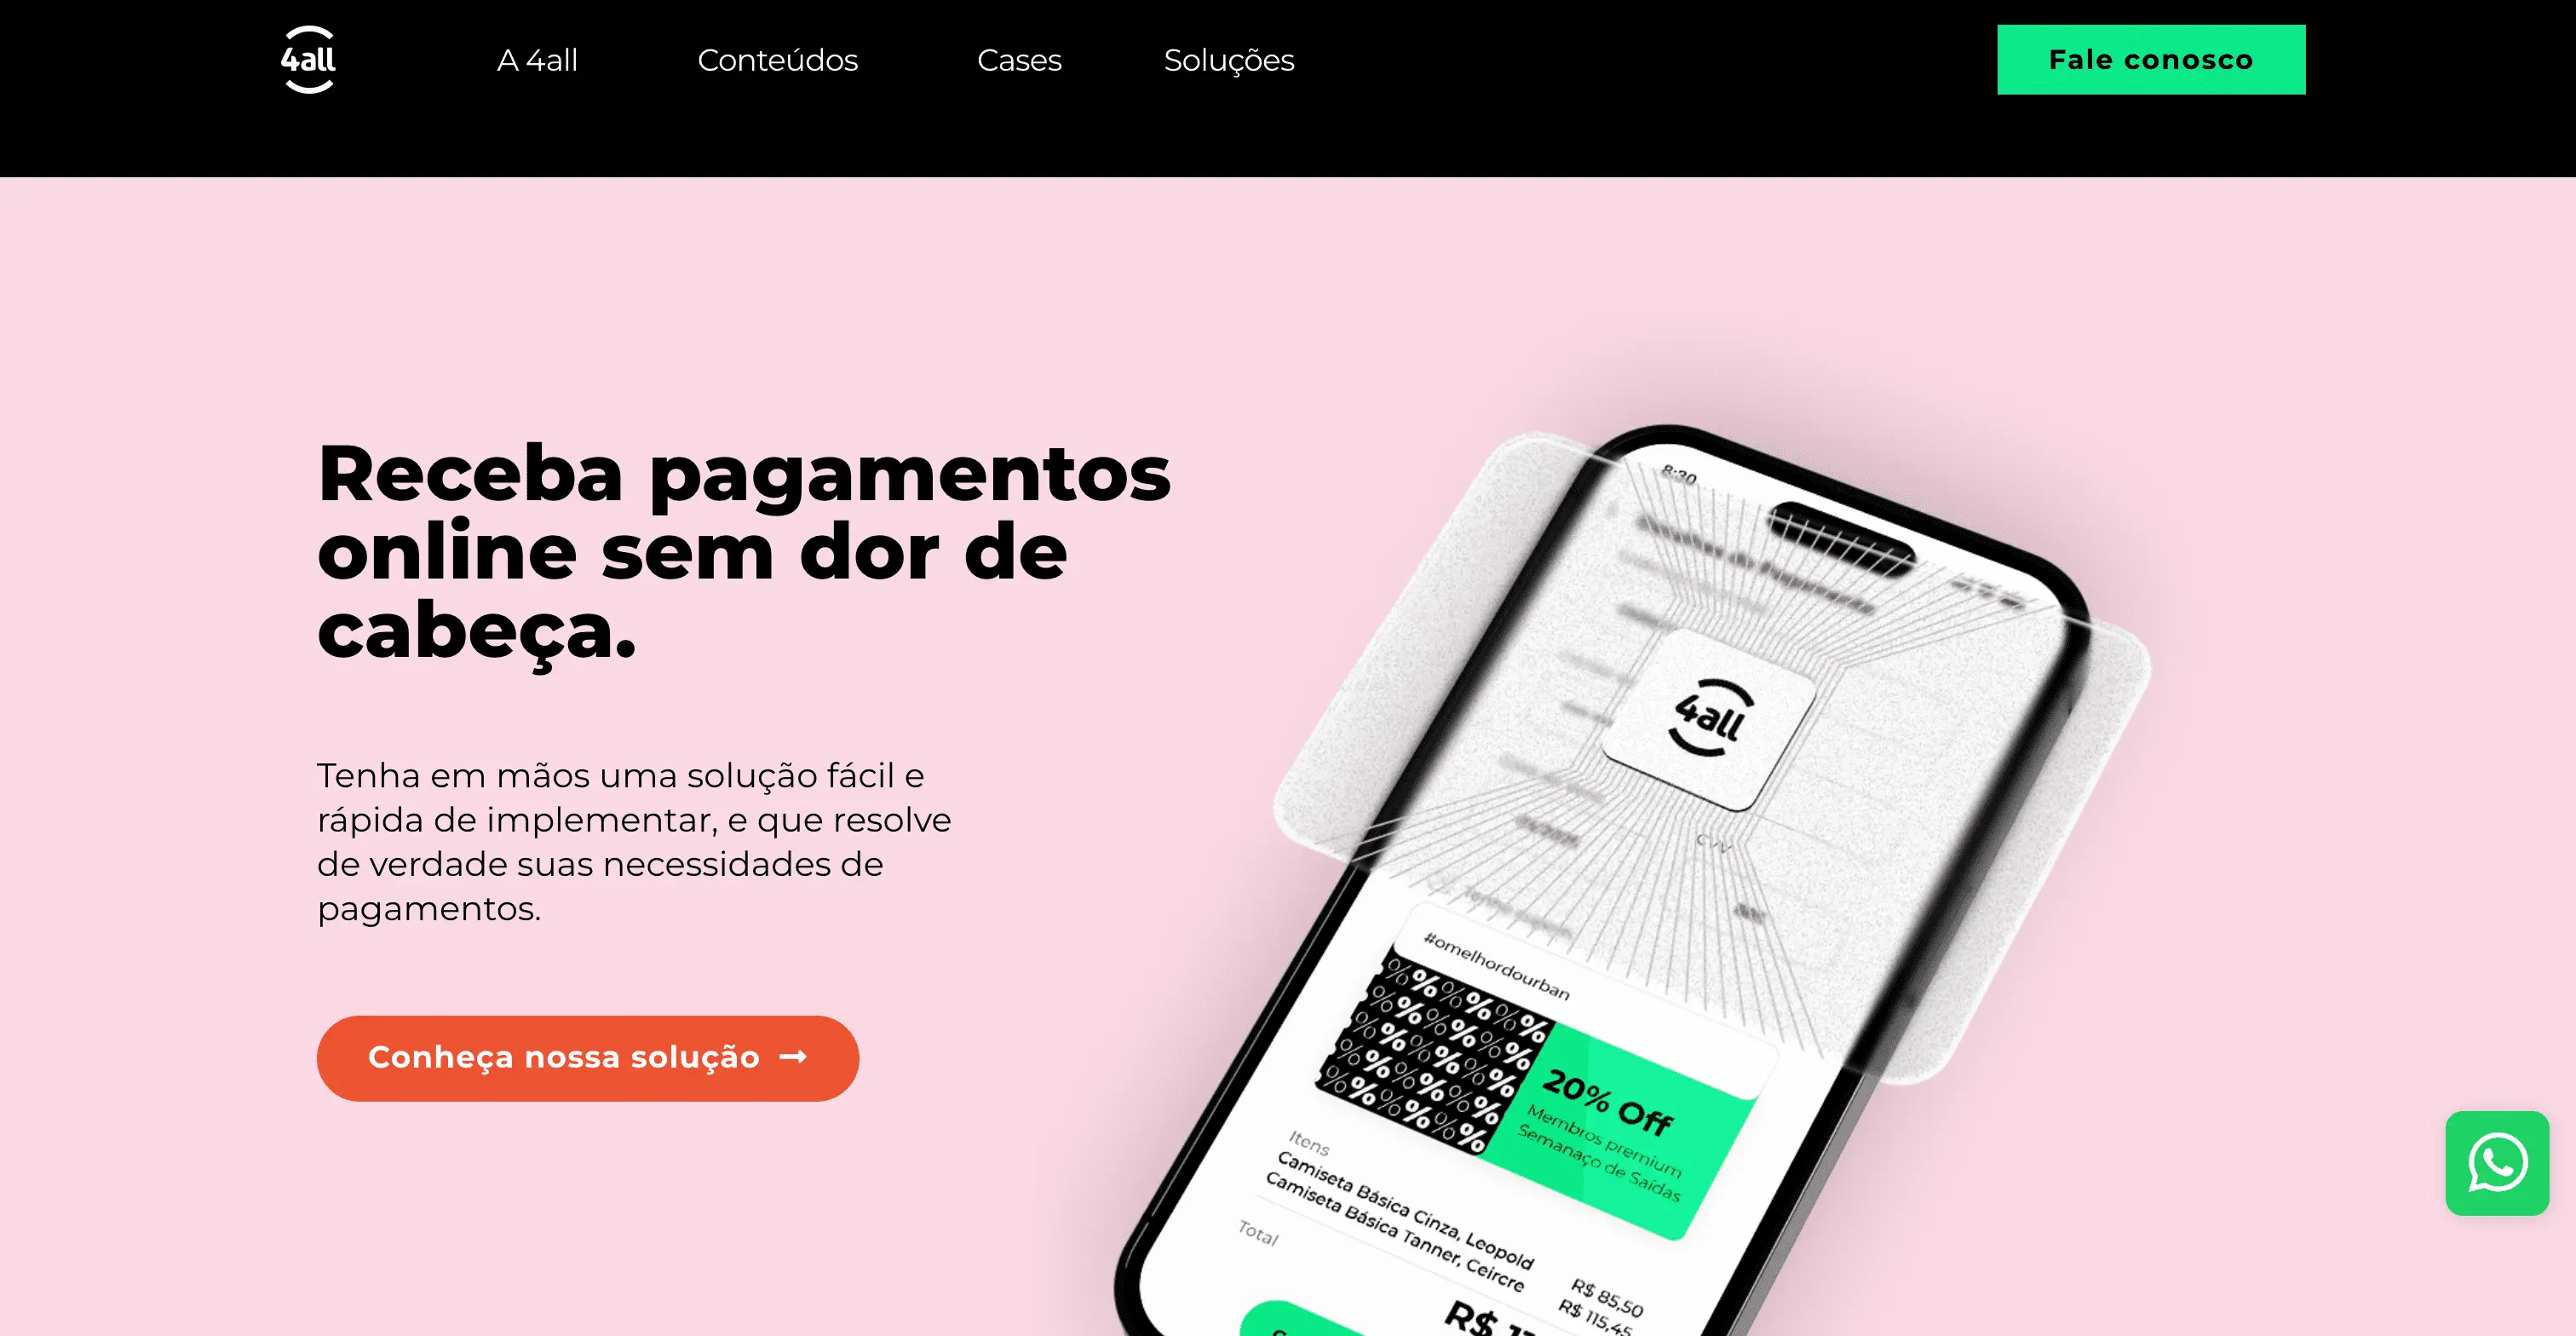 4all
A 4all
Conteúdos
Cases
Soluções
Fale conosco
Receba pagamentos
online sem dor de
cabeça.
Tenha em mãos uma solução fácil e
rápida de implementar, e que resolve
de verdade suas necessidades de
pagamentos.
Conheça nossa solução
8:30
4all
CVV
#omelhordourban
20% Off
Membros premium
Semanaço de Saídas
Itens
Camiseta Básica Cinza, Leopold
R$ 85,50
Camiseta Básica Tanner, Ceircre
R$ 115,45
Total
R$